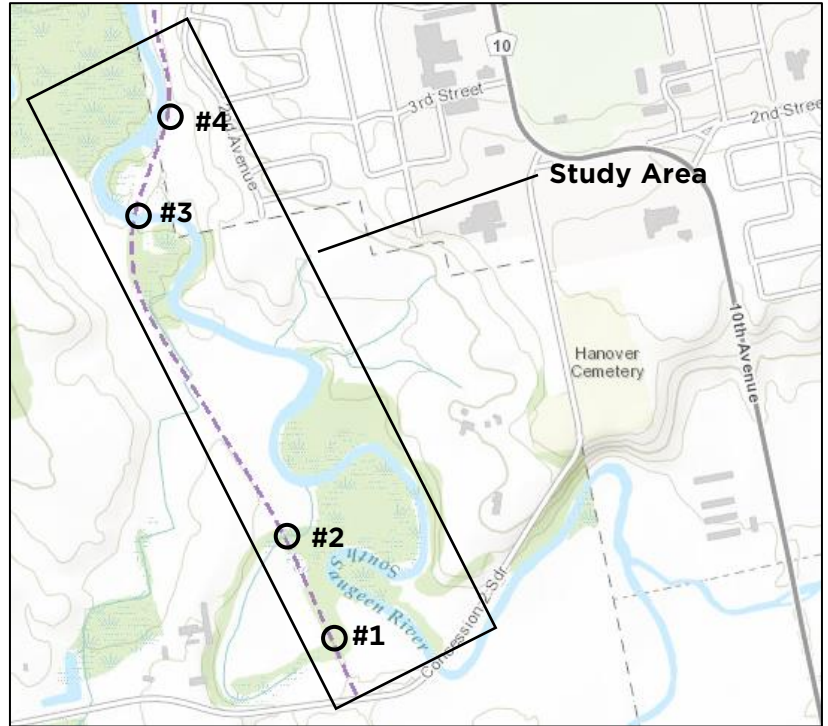 10
3rd Street
2nd Street
#4
2nd Avenue
Study Area
#3
10th Avenue
Hanover
Cemetery
#2
South
Saugeen River
Concession 2 Sdr
#1